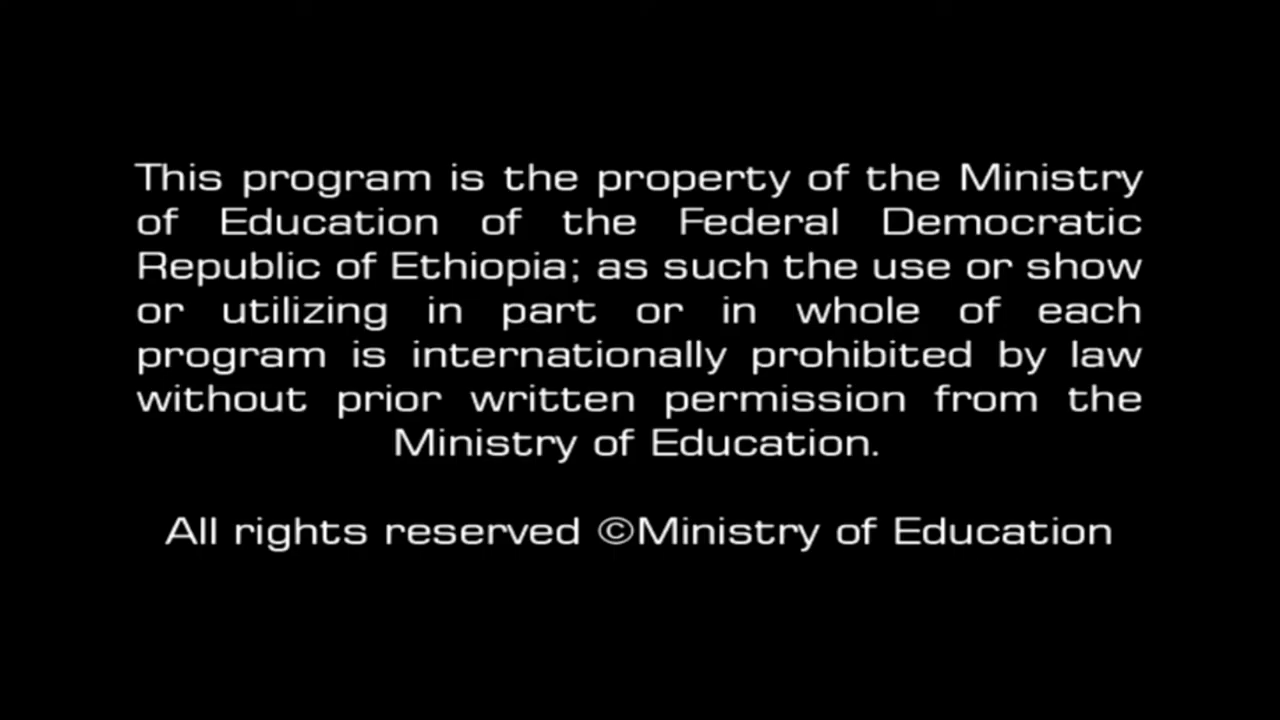 This program is the property of the Ministry
of Education of the Federal Democratic
Republic of Ethiopia; as such the use or show
or utilizing in part or in whole of each
program is internationally prohibited by law
without prior written permission from the
Ministry of Education.
All rights reserved ©Ministry of Education